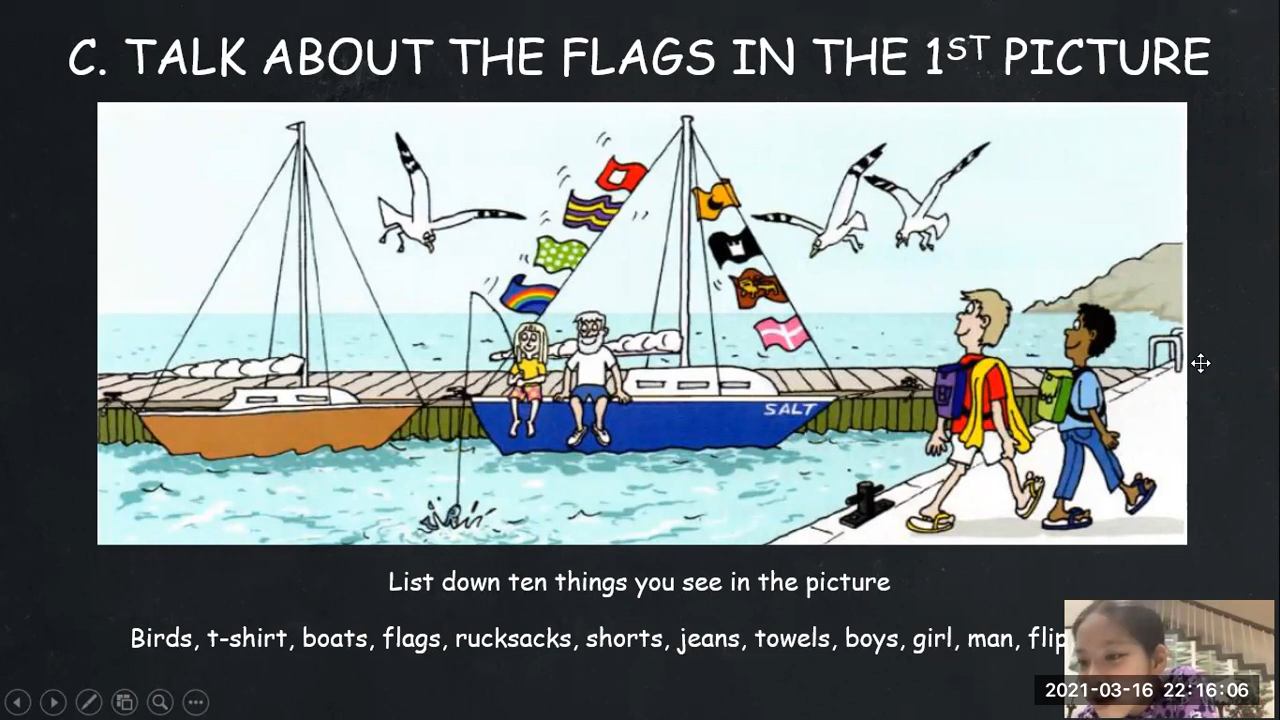 C. TALK ABOUT THE FLAGS IN THE 1ST PICTURE
SALT
List down ten things you see in the picture
Birds, t-shirt, boats, flags, rucksacks, shorts, jeans, towels, boys, girl, man, flip
2021-03-16 22:16:06